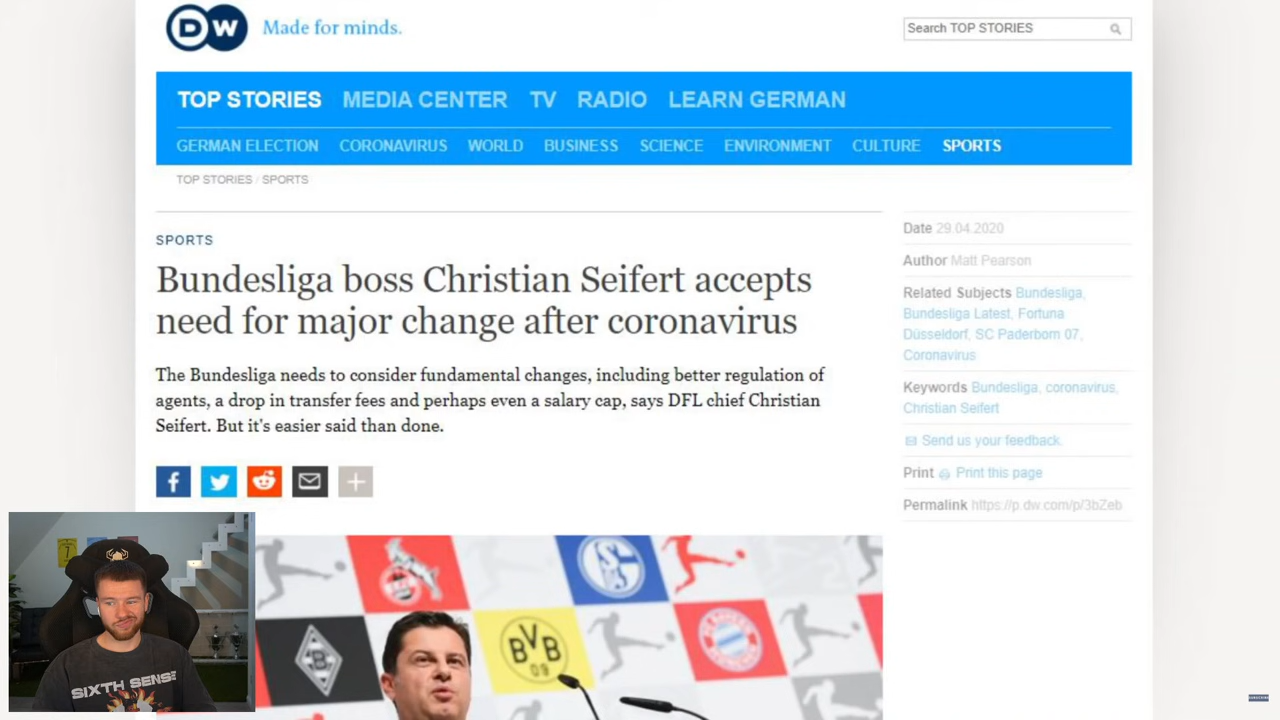 DW Made for minds.
Search TOP STORIES
TOP STORIES MEDIA CENTER TV RADIO LEARN GERMAN
GERMAN ELECTION CORONAVIRUS WORLD BUSINESS SCIENCE ENVIRONMENT CULTURE SPORTS
TOP STORIES / SPORTS
SPORTS
Bundesliga boss Christian Seifert accepts
need for major change after coronavirus
The Bundesliga needs to consider fundamental changes, including better regulation of
agents, a drop in transfer fees and perhaps even a salary cap, says DFL chief Christian
Seifert. But it's easier said than done.
Date 29.04.2020
Author Matt Pearson
Related Subjects Bundesliga,
Bundesliga Latest, Fortuna
Düsseldorf, SC Paderborn 07,
Coronavirus
Keywords Bundesliga, coronavirus,
Christian Seifert
Send us your feedback.
Print Print this page
Permalink https://p.dw.com/p/3bZeb
BVB
09
SIXTH SENSE
SUBSCRIBE